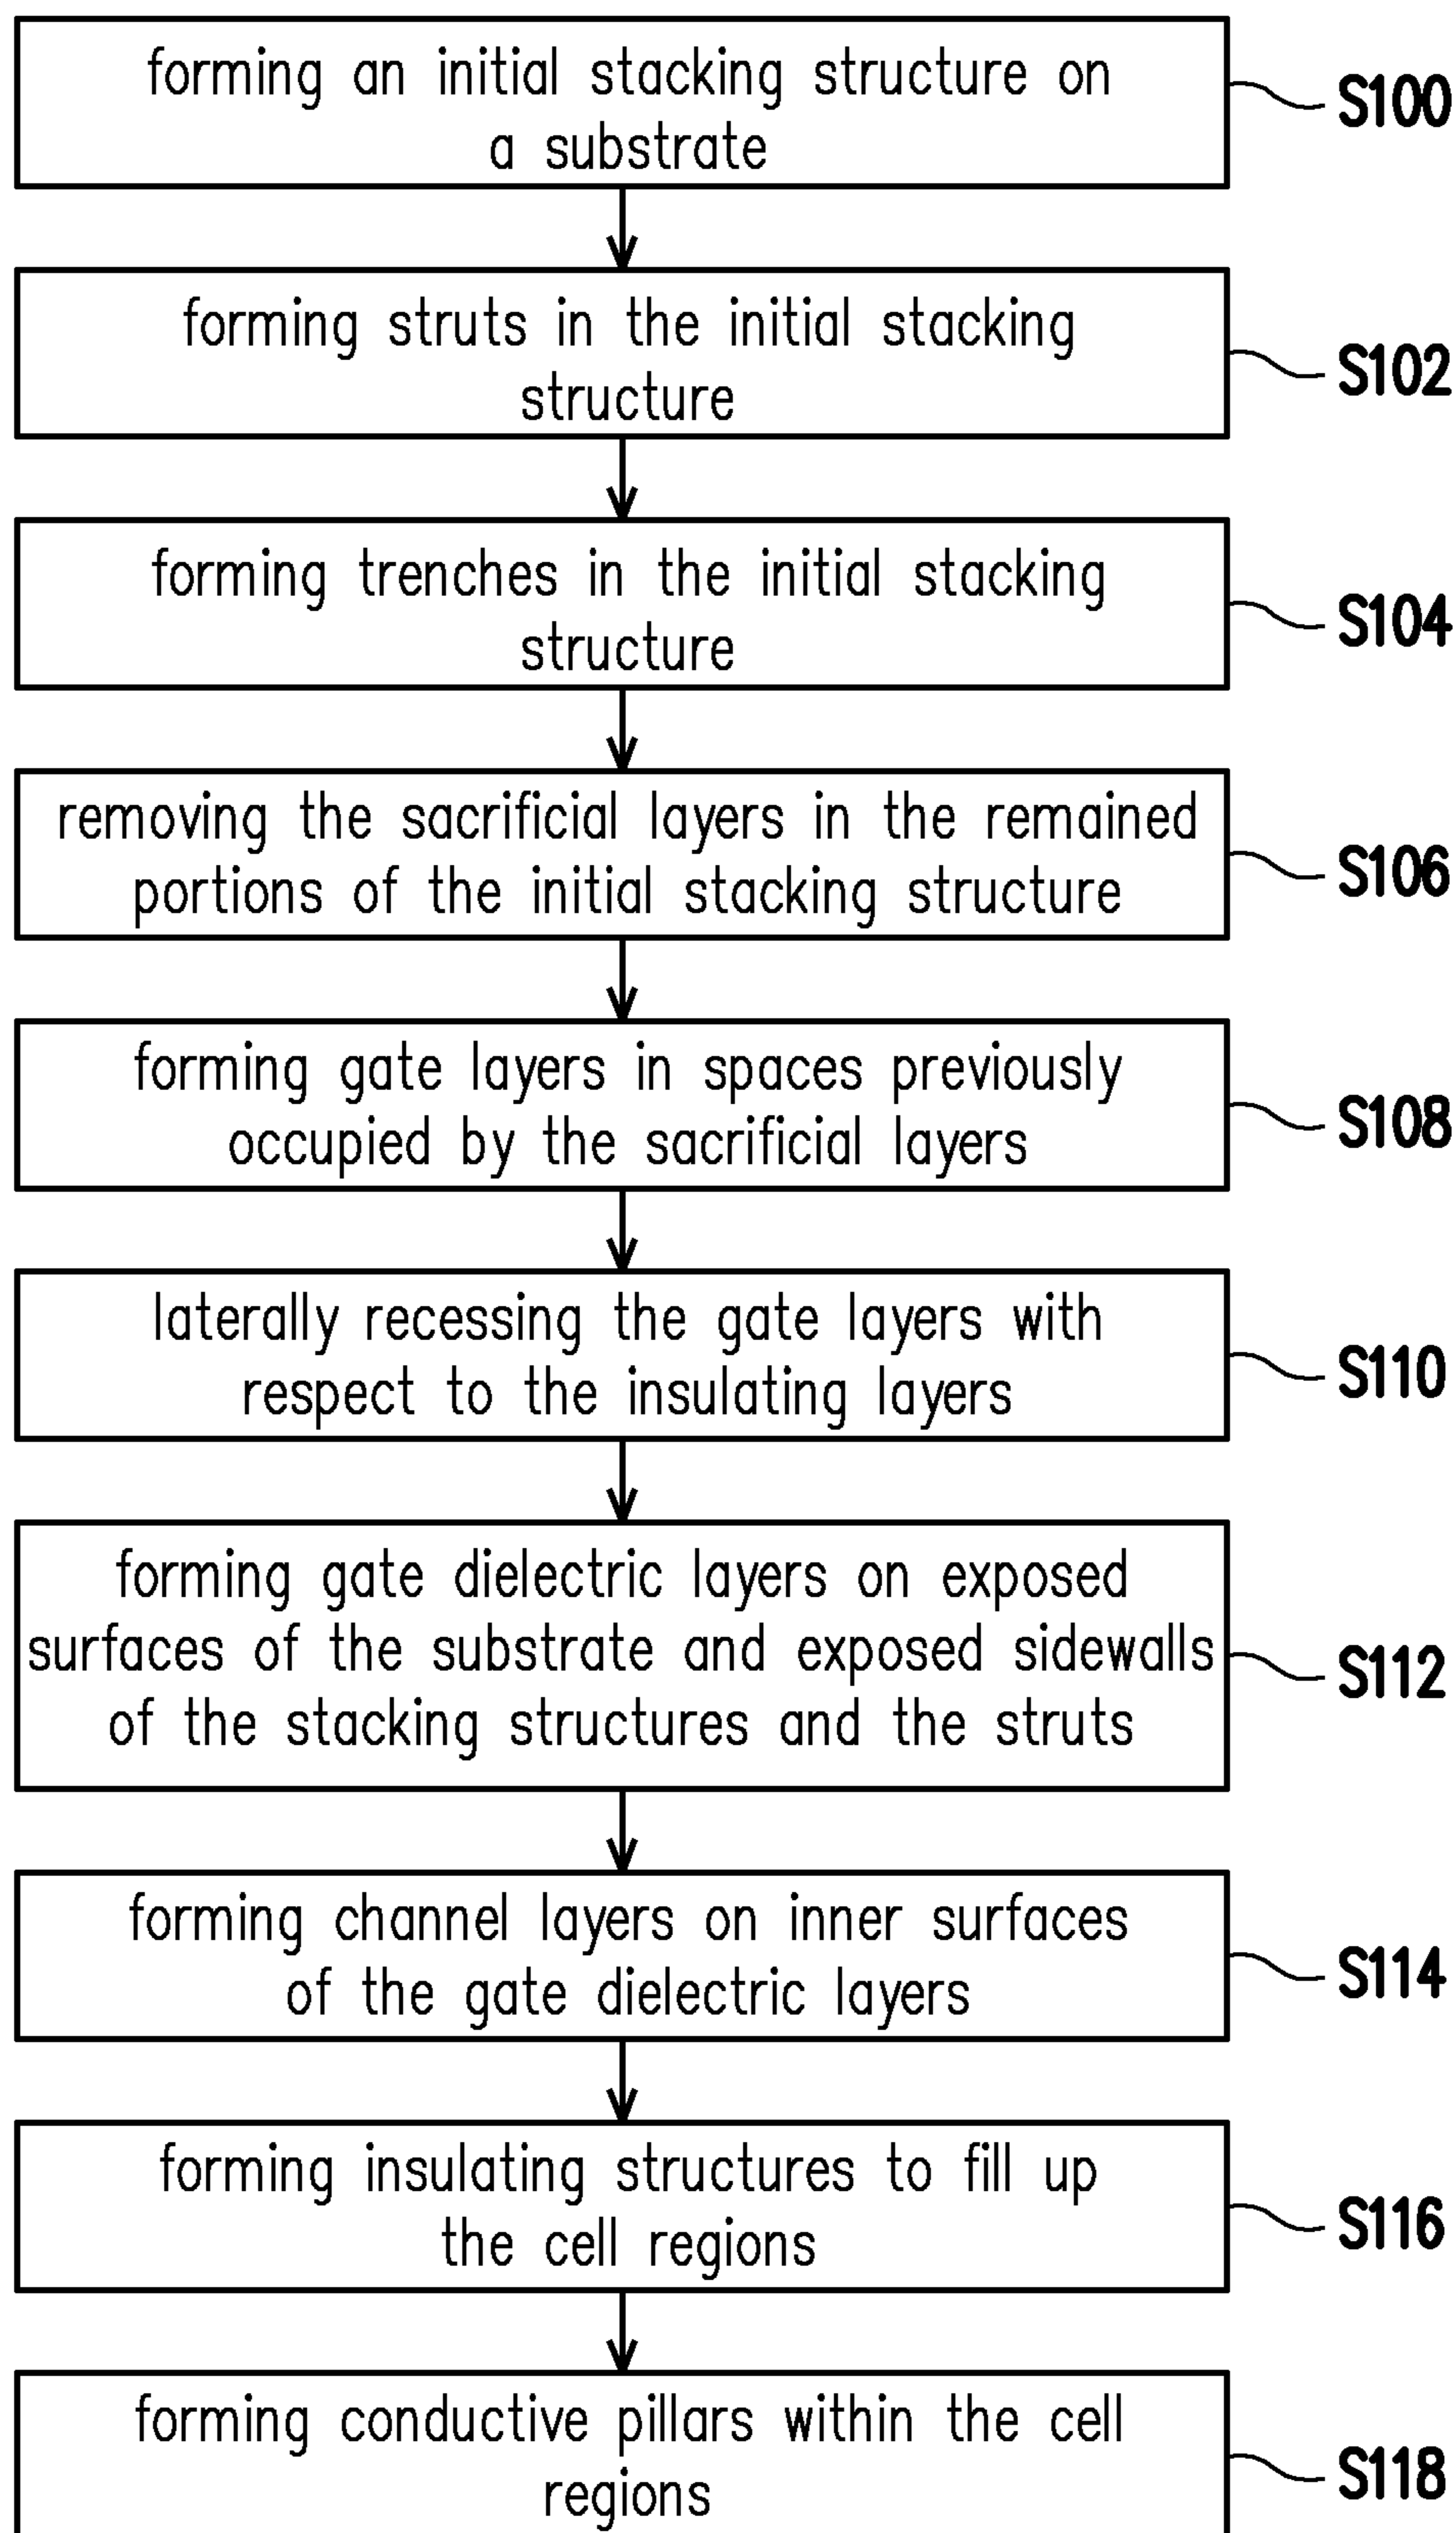 forming an initial stacking structure on
a substrate
S100
forming struts in the initial stacking
structure
S102
forming trenches in the initial stacking
structure
S104
removing the sacrificial layers in the remained
portions of the initial stacking structure
S106
forming gate layers in spaces previously
occupied by the sacrificial layers
S108
laterally recessing the gate layers with
respect to the insulating layers
S110
forming gate dielectric layers on exposed
surfaces of the substrate and exposed sidewalls
of the stacking structures and the struts
S112
forming channel layers on inner surfaces
of the gate dielectric layers
S114
forming insulating structures to fill up
the cell regions
S116
forming conductive pillars within the cell
regions
S118